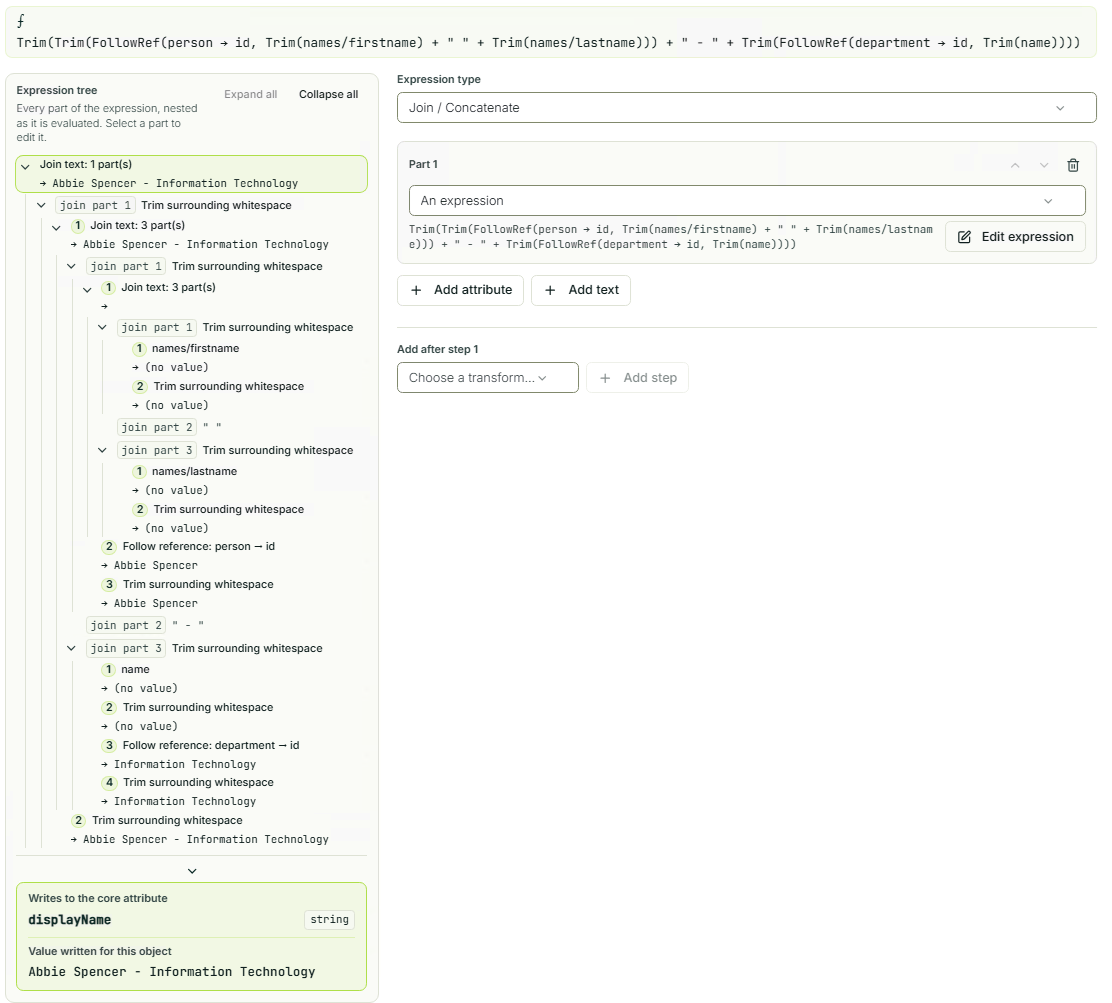 ⨍
Trim(Trim(FollowRef(person → id, Trim(names/firstname) + " " + Trim(names/lastname))) + " - " + Trim(FollowRef(department → id, Trim(name))))
Expression tree
Expand all
Collapse all
Every part of the expression, nested
as it is evaluated. Select a part to
edit it.
Join text: 1 part(s)
→ Abbie Spencer - Information Technology
join part 1 Trim surrounding whitespace
1 Join text: 3 part(s)
→ Abbie Spencer - Information Technology
join part 1 Trim surrounding whitespace
1 Join text: 3 part(s)
→
join part 1 Trim surrounding whitespace
1 names/firstname
→ (no value)
2 Trim surrounding whitespace
→ (no value)
join part 2 " "
join part 3 Trim surrounding whitespace
1 names/lastname
→ (no value)
2 Trim surrounding whitespace
→ (no value)
2 Follow reference: person → id
→ Abbie Spencer
3 Trim surrounding whitespace
→ Abbie Spencer
join part 2 " - "
join part 3 Trim surrounding whitespace
1 name
→ (no value)
2 Trim surrounding whitespace
→ (no value)
3 Follow reference: department → id
→ Information Technology
4 Trim surrounding whitespace
→ Information Technology
2 Trim surrounding whitespace
→ Abbie Spencer - Information Technology
Writes to the core attribute
displayName string
Value written for this object
Abbie Spencer - Information Technology
Expression type
Join / Concatenate
Part 1
An expression
Trim(Trim(FollowRef(person → id, Trim(names/firstname) + " " + Trim(names/lastnam
e))) + " - " + Trim(FollowRef(department → id, Trim(name))))
Edit expression
+ Add attribute
+ Add text
Add after step 1
Choose a transform...
+ Add step